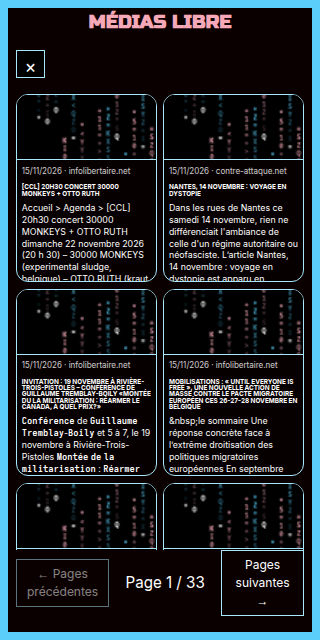 MÉDIAS LIBRE
×
15/11/2026 · infolibertaire.net
[CCL] 20H30 CONCERT 30000
MONKEYS + OTTO RUTH
Accueil > Agenda > [CCL]
20h30 concert 30000
MONKEYS + OTTO RUTH
dimanche 22 novembre 2026
(20 h 30) – 30000 MONKEYS
(experimental sludge,
belgique) – OTTO RUTH (kraut
15/11/2026 · contre-attaque.net
NANTES, 14 NOVEMBRE : VOYAGE EN
DYSTOPIE
Dans les rues de Nantes ce
samedi 14 novembre, rien ne
différenciait l'ambiance de
celle d'un régime autoritaire ou
néofasciste. L'article Nantes,
14 novembre : voyage en
dystopie est apparu en
15/11/2026 · infolibertaire.net
INVITATION : 19 NOVEMBRE À RIVIÈRE-
TROIS-PISTOLES – CONFÉRENCE DE
GUILLAUME TREMBLAY-BOILY «MONTÉE
DU LA MILITARISATION : RÉARMER LE
CANADA, À QUEL PRIX?»
Conférence de Guillaume
Tremblay-Boily et 5 à 7, le 19
novembre à Rivière-Trois-
Pistoles Montée de la
militarisation : Réarmer
15/11/2026 · infolibertaire.net
MOBILISATIONS : « UNTIL EVERYONE IS
FREE », UNE NOUVELLE ACTION DE
MASSE CONTRE LE PACTE MIGRATOIRE
EUROPÉEN CES 26-27-28 NOVEMBRE EN
BELGIQUE
&nbsp;le sommaire Une
réponse concrète face à
l'extrême droitisation des
politiques migratoires
européennes En septembre
← Pages
précédentes
Page 1 / 33
Pages
suivantes
→